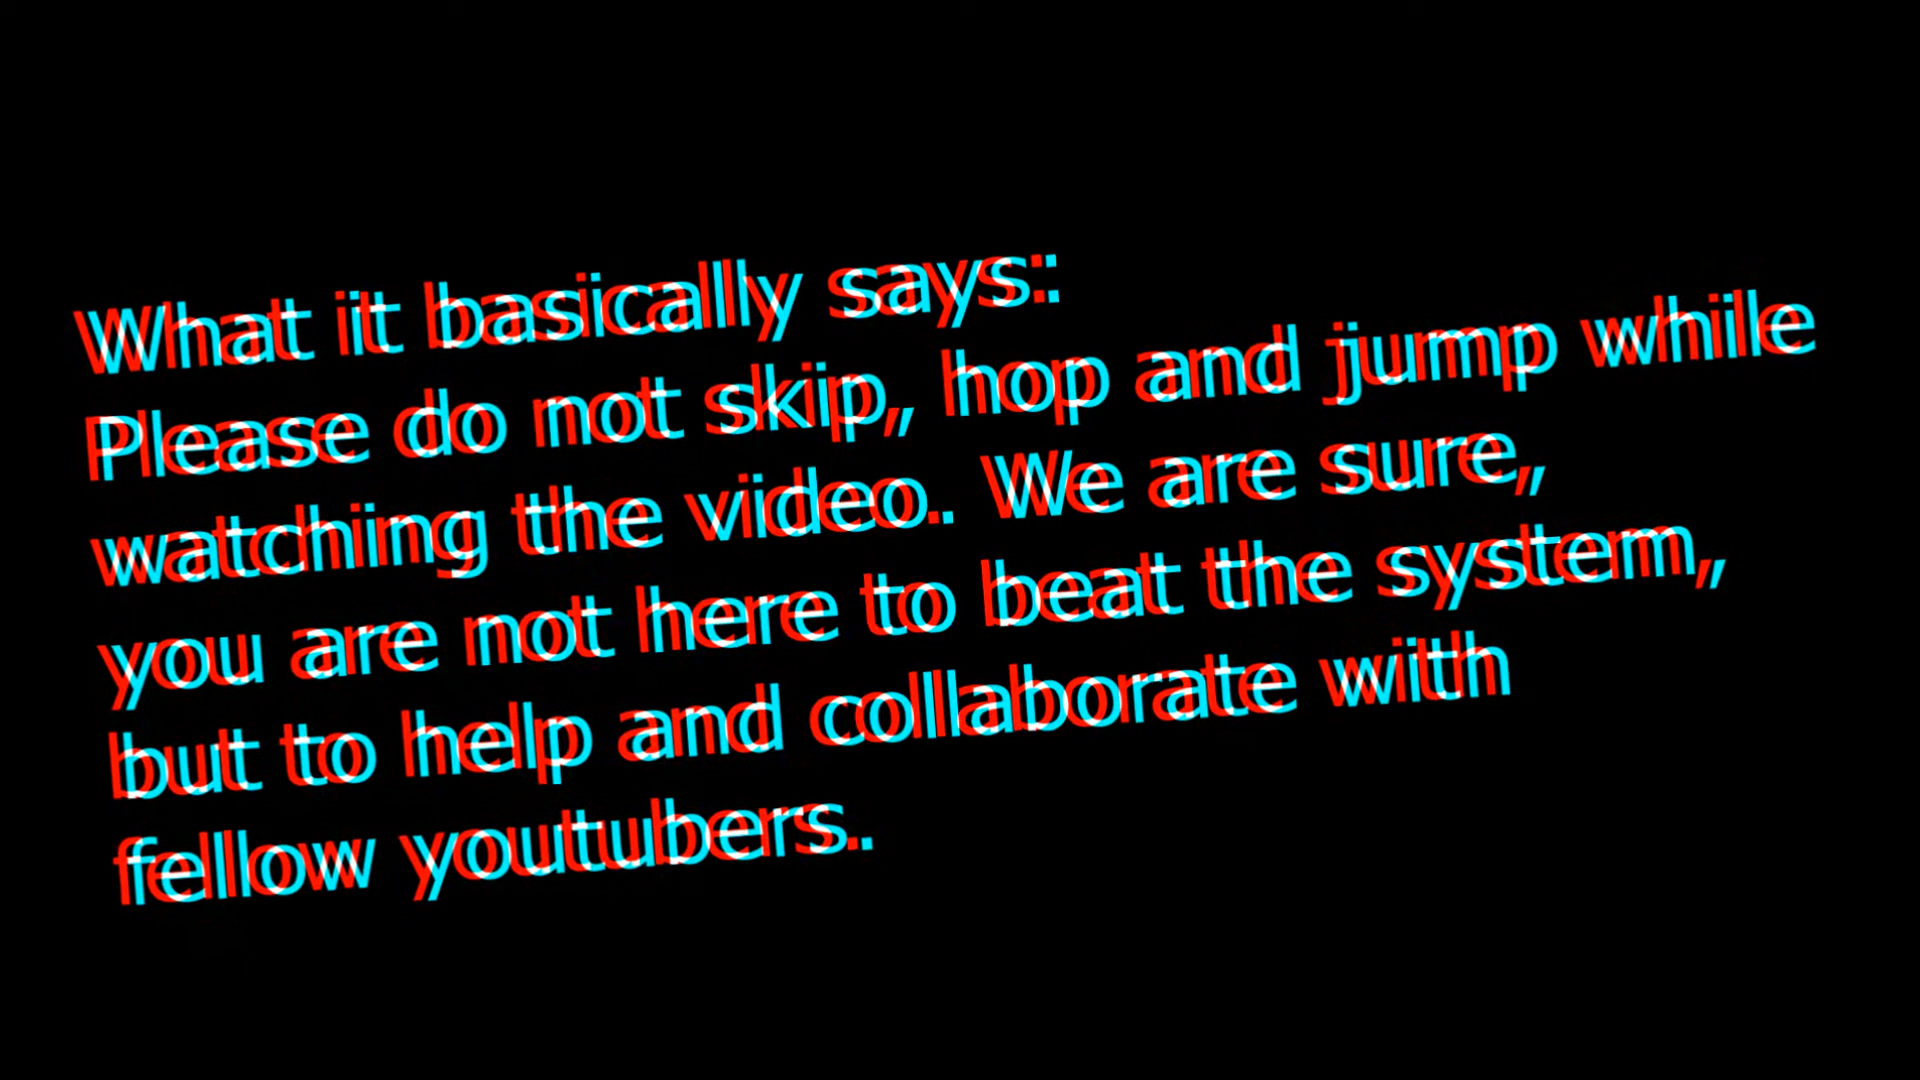 What it basically says:
Please do not skip, hop and jump while
watching the video. We are sure,
you are not here to beat the system,
but to help and collaborate with
fellow youtubers.